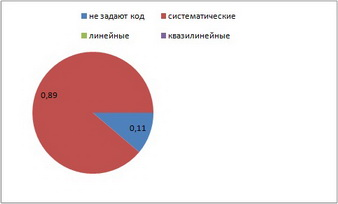 не задают код систематические
линейные квазилинейные
0,89
0,11